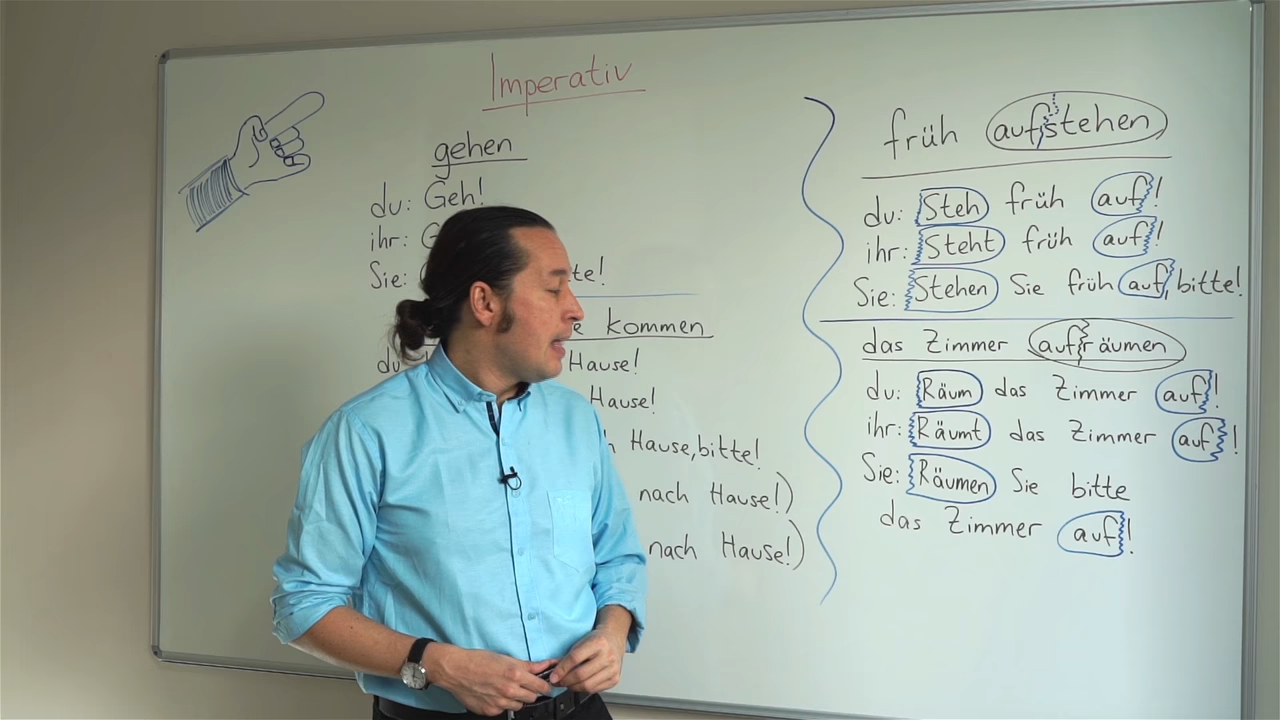 Imperativ
gehen
du: Geh!
ihr:
Sie: !
kommen
du: Hause!
Hause!
Hause, bitte!
nach Hause!)
nach Hause!)
früh aufstehen
du: Steh früh auf!
ihr: Steht früh auf!
Sie: Stehen Sie früh auf, bitte!
das Zimmer aufräumen
du: Räum das Zimmer auf!
ihr: Räumt das Zimmer auf!
Sie: Räumen Sie bitte
das Zimmer auf!